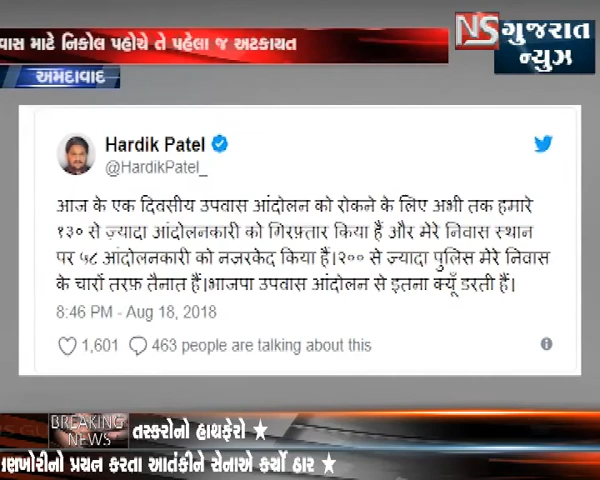 માટે નિકોલ પહોંચે તે પહેલા જ અટકાયત
NS ગુજરાત
ન્યુઝ
અમદાવાદ
Hardik Patel
@HardikPatel_
आज के एक दिवसीय उपवास आंदोलन को रोकने के लिए अभी तक हमारे
१३० से ज़्यादा आंदोलनकारी को गिरफ़्तार किया हैं और मेरे निवास स्थान
पर ५८ आंदोलनकारी को नजरकेद किया हैं।२०० से ज़्यादा पुलिस मेरे निवास
के चारों तरफ़ तैनात हैं।भाजपा उपवास आंदोलन से इतना क्यूँ डरती हैं।
8:46 PM - Aug 18, 2018
1,601 463 people are talking about this
BREAKING
NEWS
તસ્કરોનો હાથફેરો ★
પ્રયત્ન કરતા આતંકીને સેનાએ કર્યો ઠાર ★